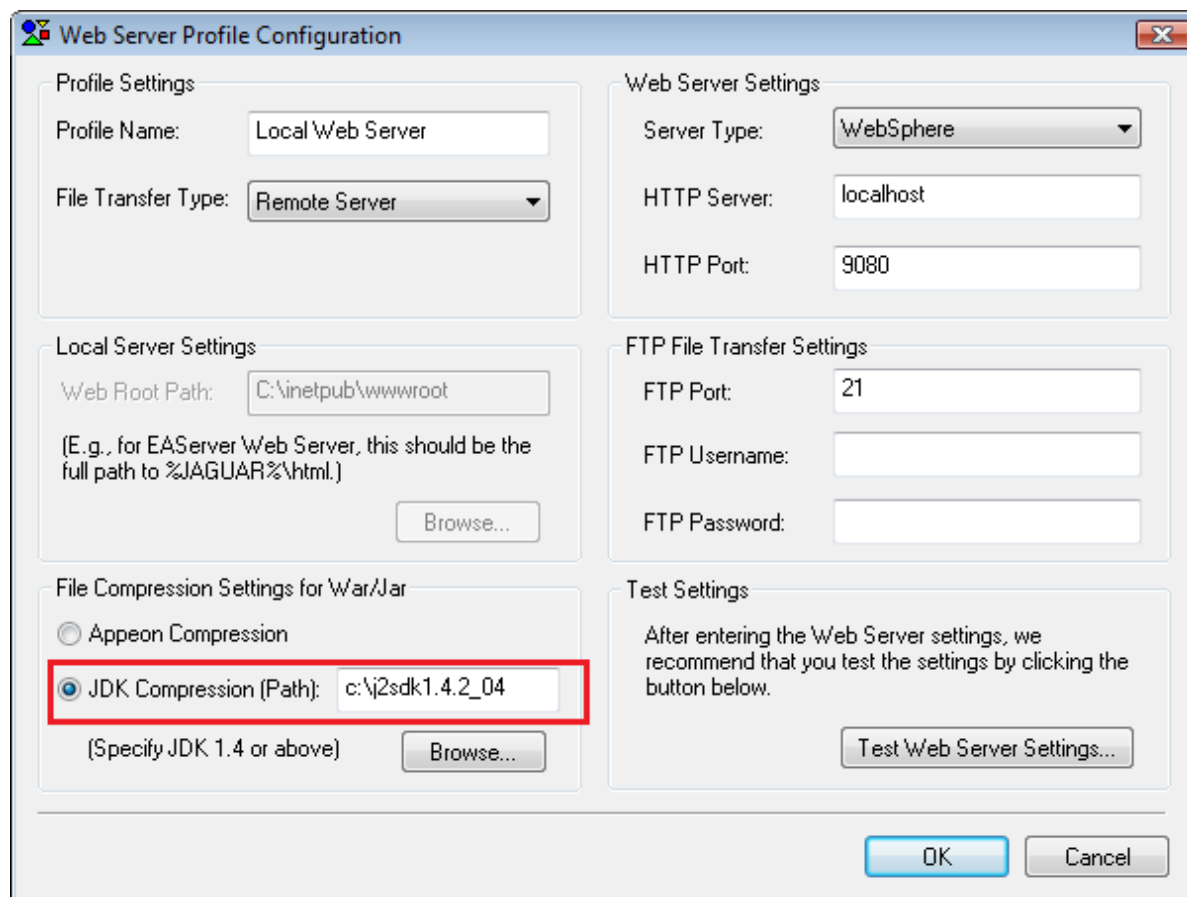 Web Server Profile Configuration
Profile Settings
Profile Name: Local Web Server
File Transfer Type: Remote Server
Web Server Settings
Server Type: WebSphere
HTTP Server: localhost
HTTP Port: 9080
Local Server Settings
Web Root Path: C:\inetpub\wwwroot
(E.g., for EAServer Web Server, this should be the
full path to %JAGUAR%\html.)
Browse...
FTP File Transfer Settings
FTP Port: 21
FTP Username:
FTP Password:
File Compression Settings for War/Jar
Appeon Compression
JDK Compression (Path): c:\j2sdk1.4.2_04
(Specify JDK 1.4 or above) Browse...
Test Settings
After entering the Web Server settings, we
recommend that you test the settings by clicking the
button below.
Test Web Server Settings...
OK Cancel